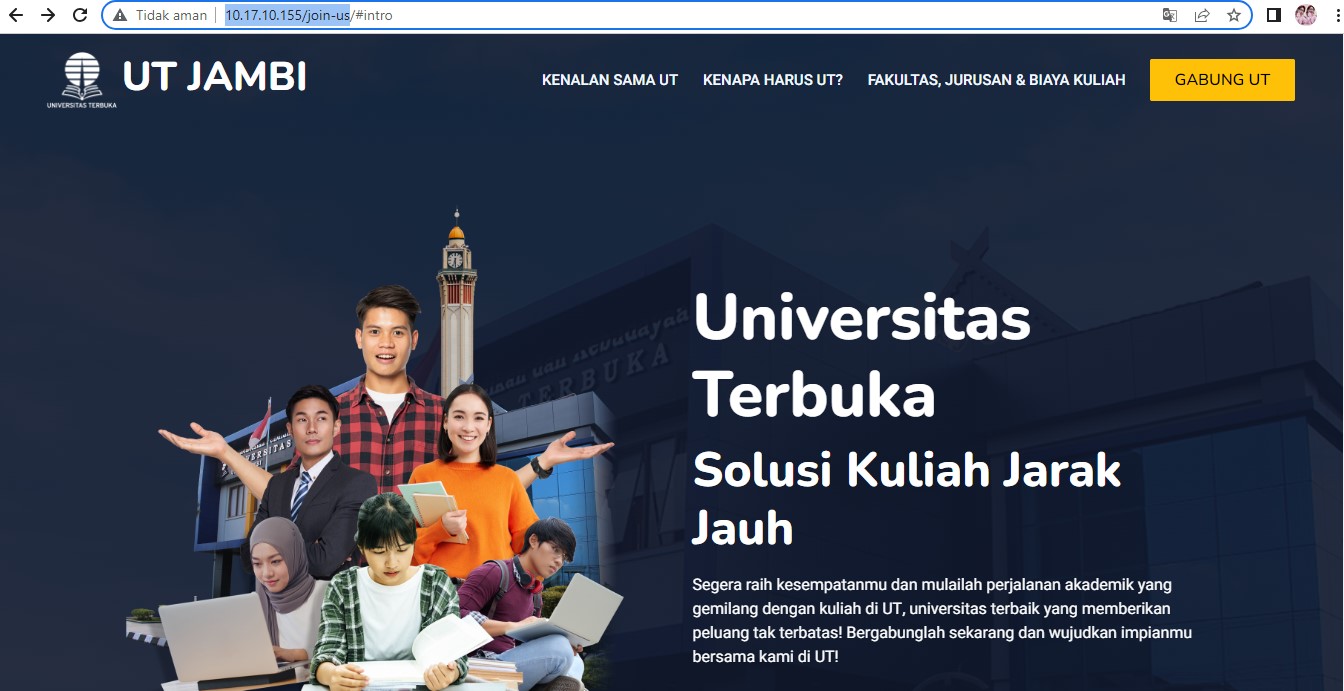 Tidak aman
10.17.10.155/join-us/#intro
UNIVERSITAS TERBUKA
UT JAMBI
KENALAN SAMA UT
KENAPA HARUS UT?
FAKULTAS, JURUSAN & BIAYA KULIAH
GABUNG UT
TERBUKA
Universitas
Terbuka
Solusi Kuliah Jarak
Jauh
Segera raih kesempatanmu dan mulailah perjalanan akademik yang
gemilang dengan kuliah di UT, universitas terbaik yang memberikan
peluang tak terbatas! Bergabunglah sekarang dan wujudkan impianmu
bersama kami di UT!